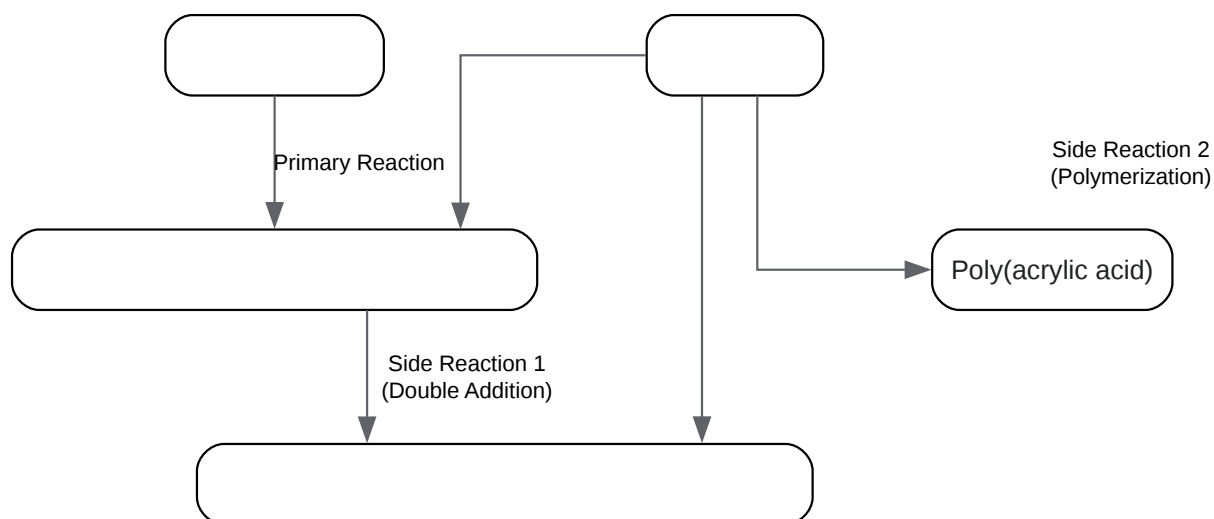 Primary Reaction
Side Reaction 2
(Polymerization)
Poly(acrylic acid)
Side Reaction 1
(Double Addition)